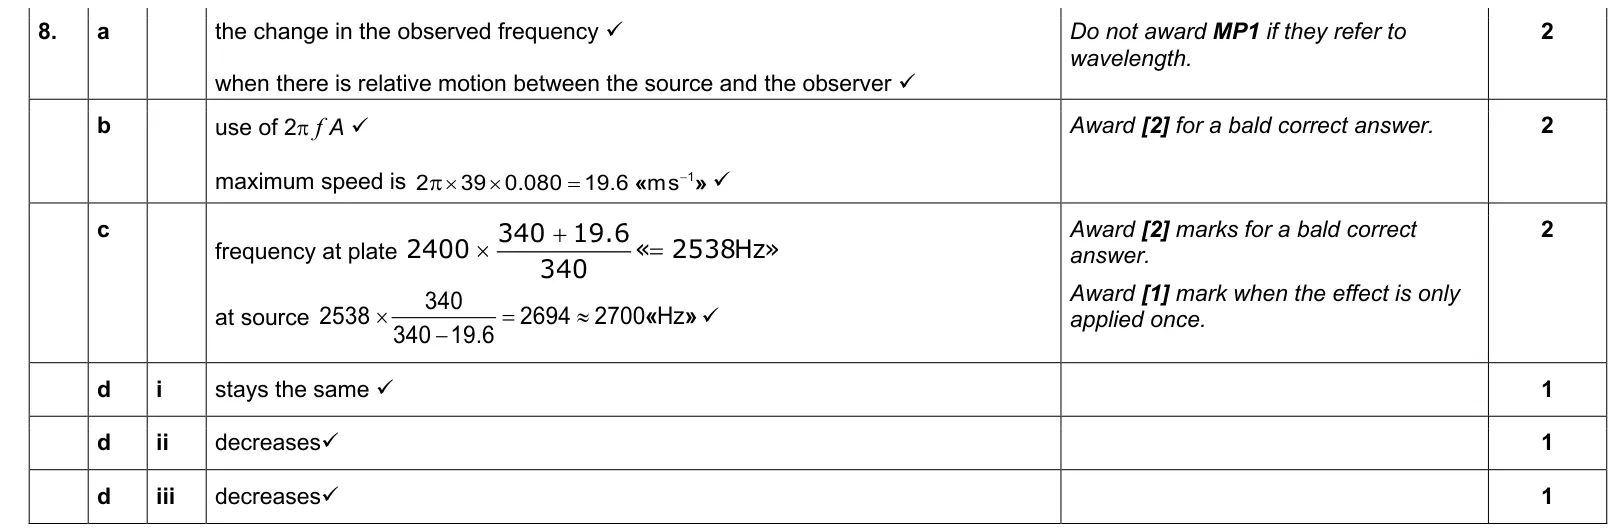 8. a the change in the observed frequency ✓ Do not award MP1 if they refer to 2
wavelength.
when there is relative motion between the source and the observer ✓
b use of 2π f A ✓ Award [2] for a bald correct answer. 2
maximum speed is 2π×39×0.080 = 19.6 «ms⁻¹» ✓
c frequency at plate 2400 × (340 + 19.6)/340 «= 2538Hz» Award [2] marks for a bald correct 2
answer.
at source 2538 × 340/(340 − 19.6) = 2694 ≈ 2700«Hz» ✓ Award [1] mark when the effect is only
applied once.
d i stays the same ✓ 1
d ii decreases✓ 1
d iii decreases✓ 1